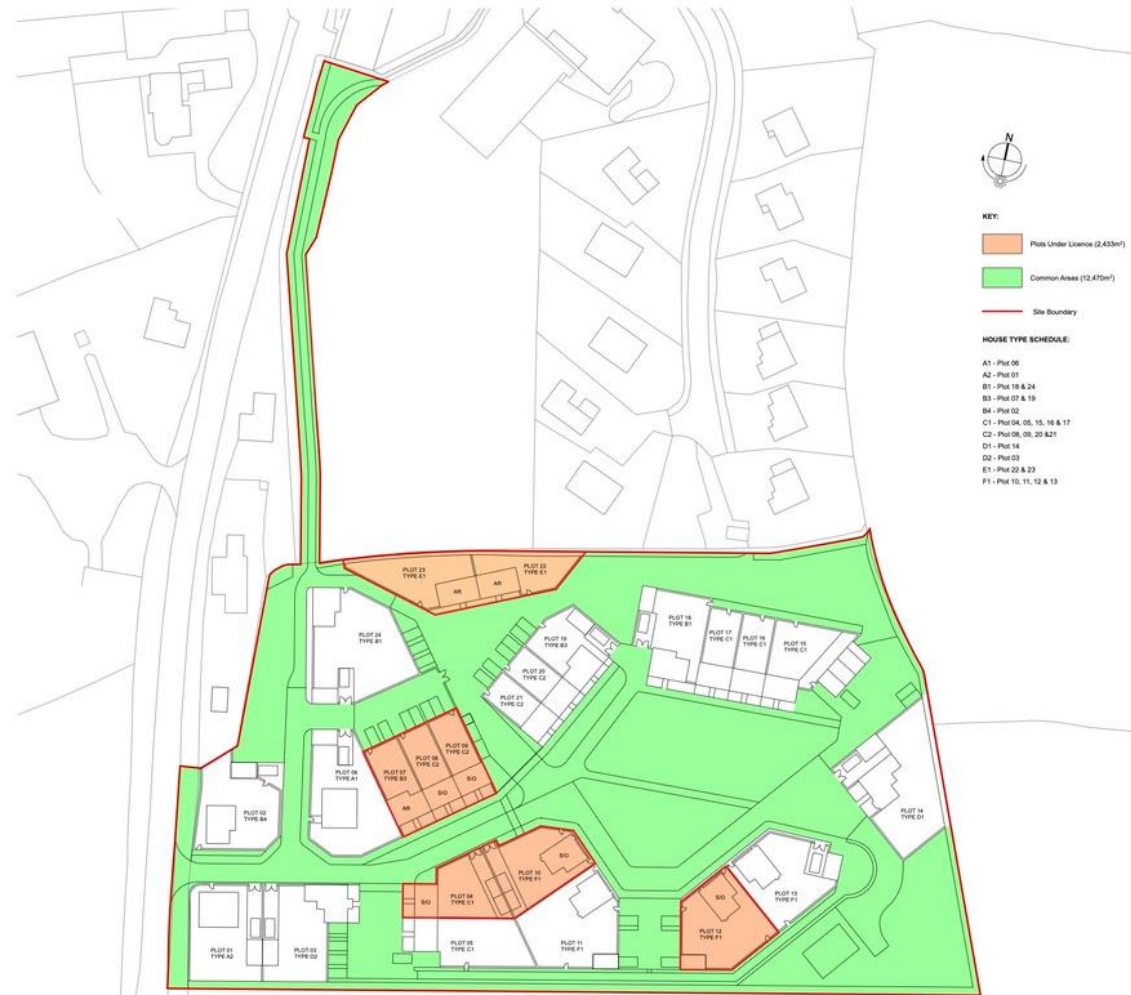 N
KEY:
Plots Under Licence (2,433m²)
Common Areas (12,470m²)
Site Boundary
HOUSE TYPE SCHEDULE:
A1 - Plot 06
A2 - Plot 01
B1 - Plot 18 & 24
B3 - Plot 07 & 19
B4 - Plot 02
C1 - Plot 04, 05, 15, 16 & 17
C2 - Plot 08, 09, 20 &21
D1 - Plot 14
D2 - Plot 03
E1 - Plot 22 & 23
F1 - Plot 10, 11, 12 & 13
PLOT 23
TYPE E1
AR
PLOT 22
TYPE E1
AR
PLOT 24
TYPE B1
PLOT 19
TYPE B3
PLOT 20
TYPE C2
PLOT 21
TYPE C2
PLOT 18
TYPE B1
PLOT 17
TYPE C1
PLOT 16
TYPE C1
PLOT 15
TYPE C1
PLOT 06
TYPE A1
PLOT 07
TYPE B3
AR
PLOT 08
TYPE C2
S/O
PLOT 09
TYPE C2
S/O
PLOT 02
TYPE B4
PLOT 14
TYPE D1
PLOT 10
TYPE F1
S/O
PLOT 04
TYPE C1
S/O
PLOT 13
TYPE F1
S/O
PLOT 12
TYPE F1
PLOT 01
TYPE A2
PLOT 03
TYPE D2
PLOT 05
TYPE C1
PLOT 11
TYPE F1